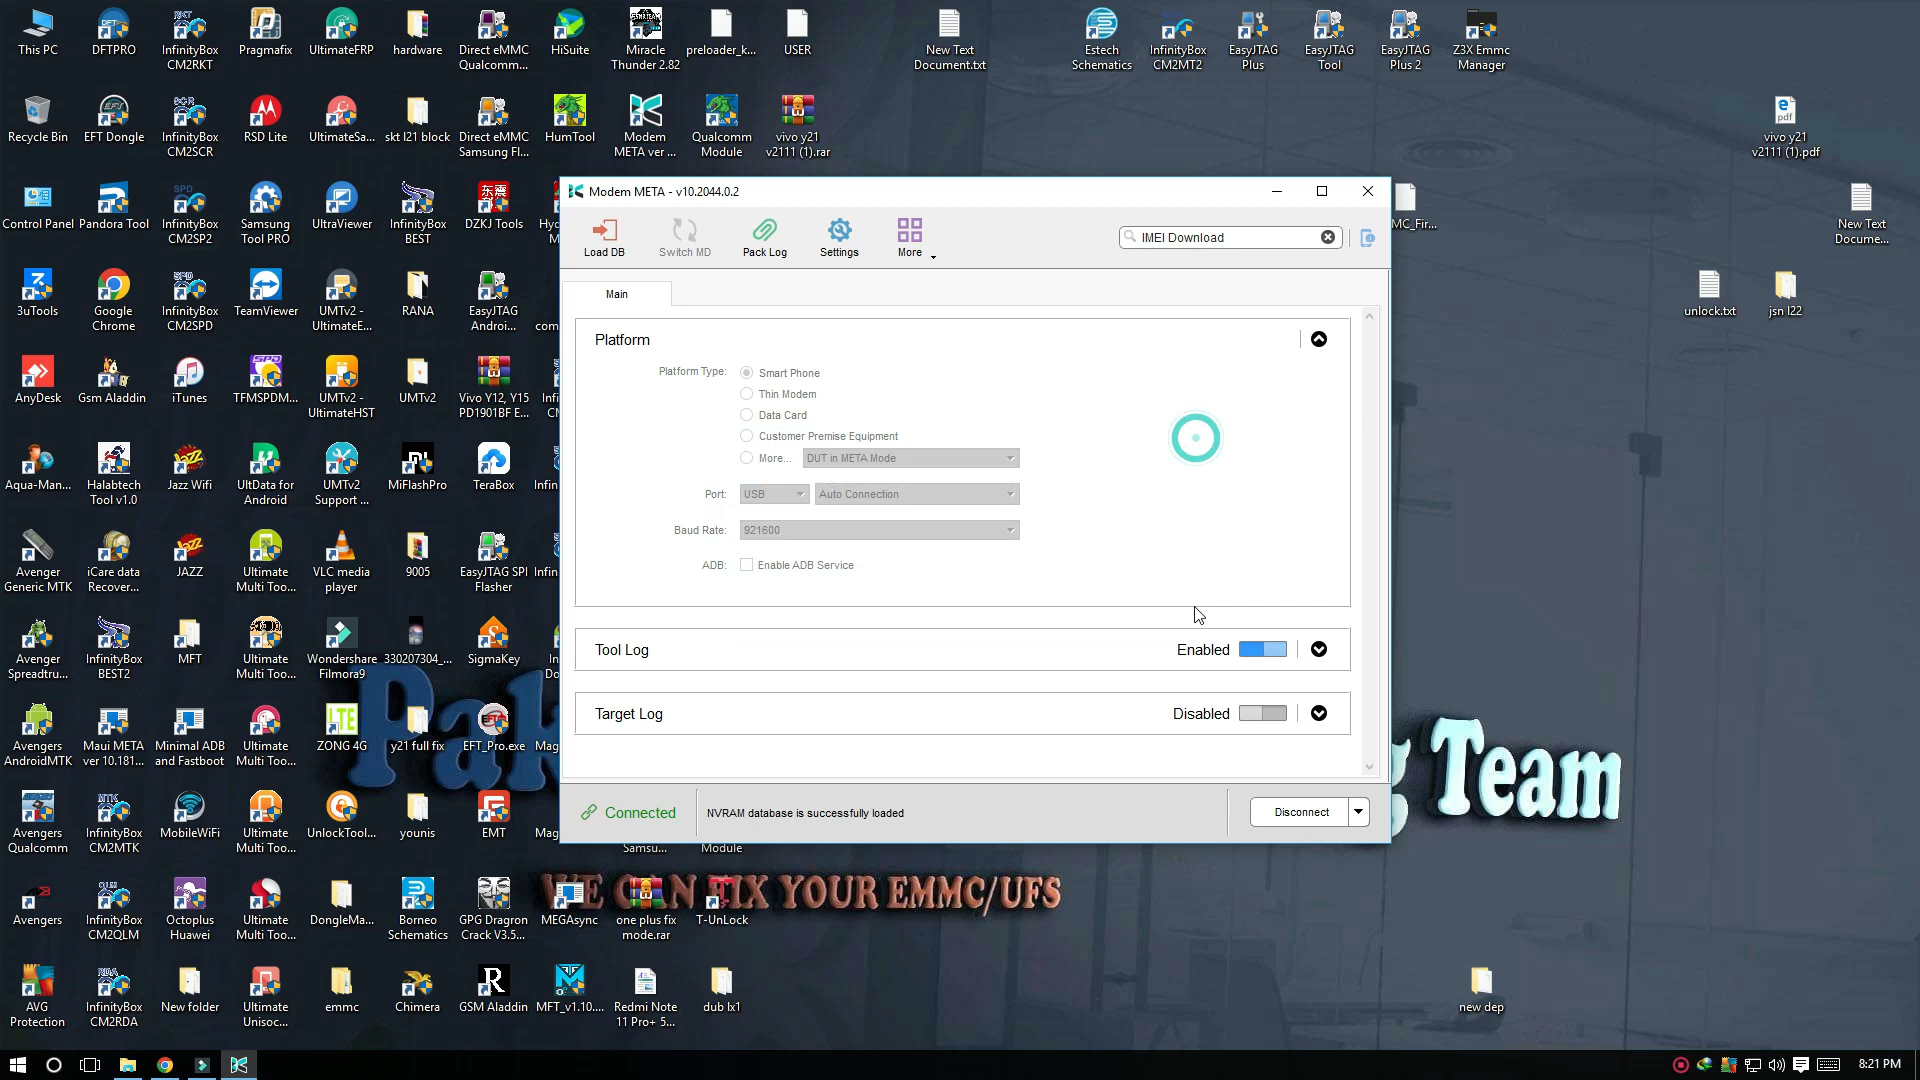 This PC
DFTPRO
InfinityBox
CM2RKT
Pragmafix
UltimateFRP
hardware
Direct eMMC
Qualcomm...
HiSuite
Miracle
Thunder 2.82
preloader_k...
USER
New Text
Document.txt
Estech
Schematics
InfinityBox
CM2MT2
EasyJTAG
Plus
EasyJTAG
Tool
EasyJTAG
Plus 2
Z3X Emmc
Manager
Recycle Bin
EFT Dongle
InfinityBox
CM2SCR
RSD Lite
UltimateSa...
skt l21 block
Direct eMMC
Samsung Fl...
HumTool
Modem
META ver ...
Qualcomm
Module
vivo y21
v2111 (1).rar
vivo y21
v2111 (1).pdf
Control Panel
Pandora Tool
InfinityBox
CM2SP2
Samsung
Tool PRO
UltraViewer
InfinityBox
BEST
DZKJ Tools
MC_Fir...
New Text
Docume...
3uTools
Google
Chrome
InfinityBox
CM2SPD
TeamViewer
UMTv2 -
UltimateE...
RANA
EasyJTAG
Androi...
unlock.txt
jsn l22
AnyDesk
Gsm Aladdin
iTunes
TFMSPDM...
UMTv2 -
UltimateHST
UMTv2
Vivo Y12, Y15
PD1901BF E...
Aqua-Man...
Halabtech
Tool v1.0
Jazz Wifi
UltData for
Android
UMTv2
Support ...
MiFlashPro
TeraBox
Avenger
Generic MTK
iCare data
Recover...
JAZZ
Ultimate
Multi Too...
VLC media
player
9005
EasyJTAG SPI
Flasher
Avenger
Spreadtru...
InfinityBox
BEST2
MFT
Ultimate
Multi Too...
Wondershare
Filmora9
330207304_...
SigmaKey
Avengers
AndroidMTK
Maui META
ver 10.181...
Minimal ADB
and Fastboot
Ultimate
Multi Too...
ZONG 4G
y21 full fix
EFT_Pro.exe
Avengers
Qualcomm
InfinityBox
CM2MTK
MobileWiFi
Ultimate
Multi Too...
UnlockTool...
younis
EMT
Samsu...
Module
Avengers
InfinityBox
CM2QLM
Octoplus
Huawei
Ultimate
Multi Too...
DongleMa...
Borneo
Schematics
GPG Dragron
Crack V3.5...
MEGAsync
one plus fix
mode.rar
T-UnLock
AVG
Protection
InfinityBox
CM2RDA
New folder
Ultimate
Unisoc...
emmc
Chimera
GSM Aladdin
MFT_v1.10....
Redmi Note
11 Pro+ 5...
dub lx1
new dep
Modem META - v10.2044.0.2
Load DB
Switch MD
Pack Log
Settings
More
IMEI Download
Main
Platform
Platform Type:
Smart Phone
Thin Modem
Data Card
Customer Premise Equipment
More...
DUT in META Mode
Port:
USB
Auto Connection
Baud Rate:
921600
ADB:
Enable ADB Service
Tool Log
Enabled
Target Log
Disabled
Connected
NVRAM database is successfully loaded
Disconnect
Pak
Team
WE CAN FIX YOUR EMMC/UFS
8:21 PM